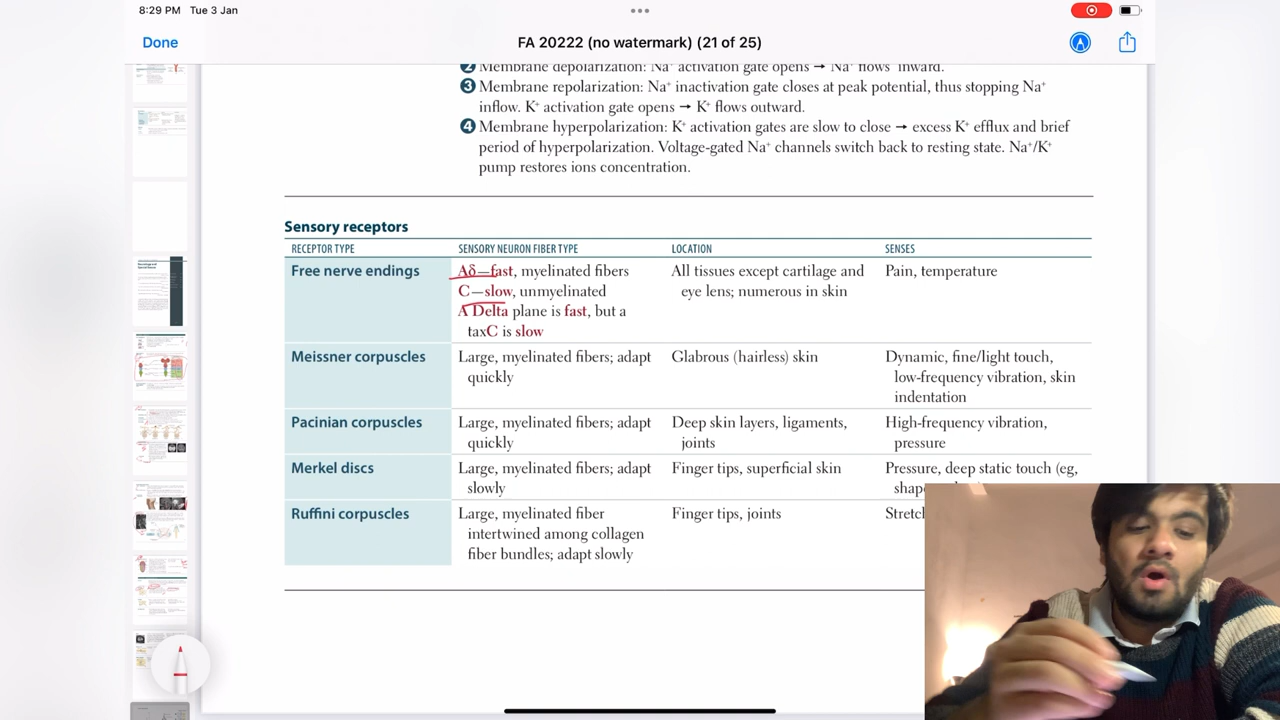 8:29 PM Tue 3 Jan
Done
FA 20222 (no watermark) (21 of 25)
❷ Membrane depolarization: Na⁺ activation gate opens → Na⁺ flows inward.
❸ Membrane repolarization: Na⁺ inactivation gate closes at peak potential, thus stopping Na⁺
inflow. K⁺ activation gate opens → K⁺ flows outward.
❹ Membrane hyperpolarization: K⁺ activation gates are slow to close → excess K⁺ efflux and brief
period of hyperpolarization. Voltage-gated Na⁺ channels switch back to resting state. Na⁺/K⁺
pump restores ions concentration.
Sensory receptors
RECEPTOR TYPE SENSORY NEURON FIBER TYPE LOCATION SENSES
Free nerve endings Aδ—fast, myelinated fibers All tissues except cartilage and Pain, temperature
C—slow, unmyelinated eye lens; numerous in skin
A Delta plane is fast, but a
taxC is slow
Meissner corpuscles Large, myelinated fibers; adapt Glabrous (hairless) skin Dynamic, fine/light touch,
quickly low-frequency vibration, skin
indentation
Pacinian corpuscles Large, myelinated fibers; adapt Deep skin layers, ligaments, High-frequency vibration,
quickly joints pressure
Merkel discs Large, myelinated fibers; adapt Finger tips, superficial skin Pressure, deep static touch (eg,
slowly
Ruffini corpuscles Large, myelinated fiber Finger tips, joints
intertwined among collagen
fiber bundles; adapt slowly